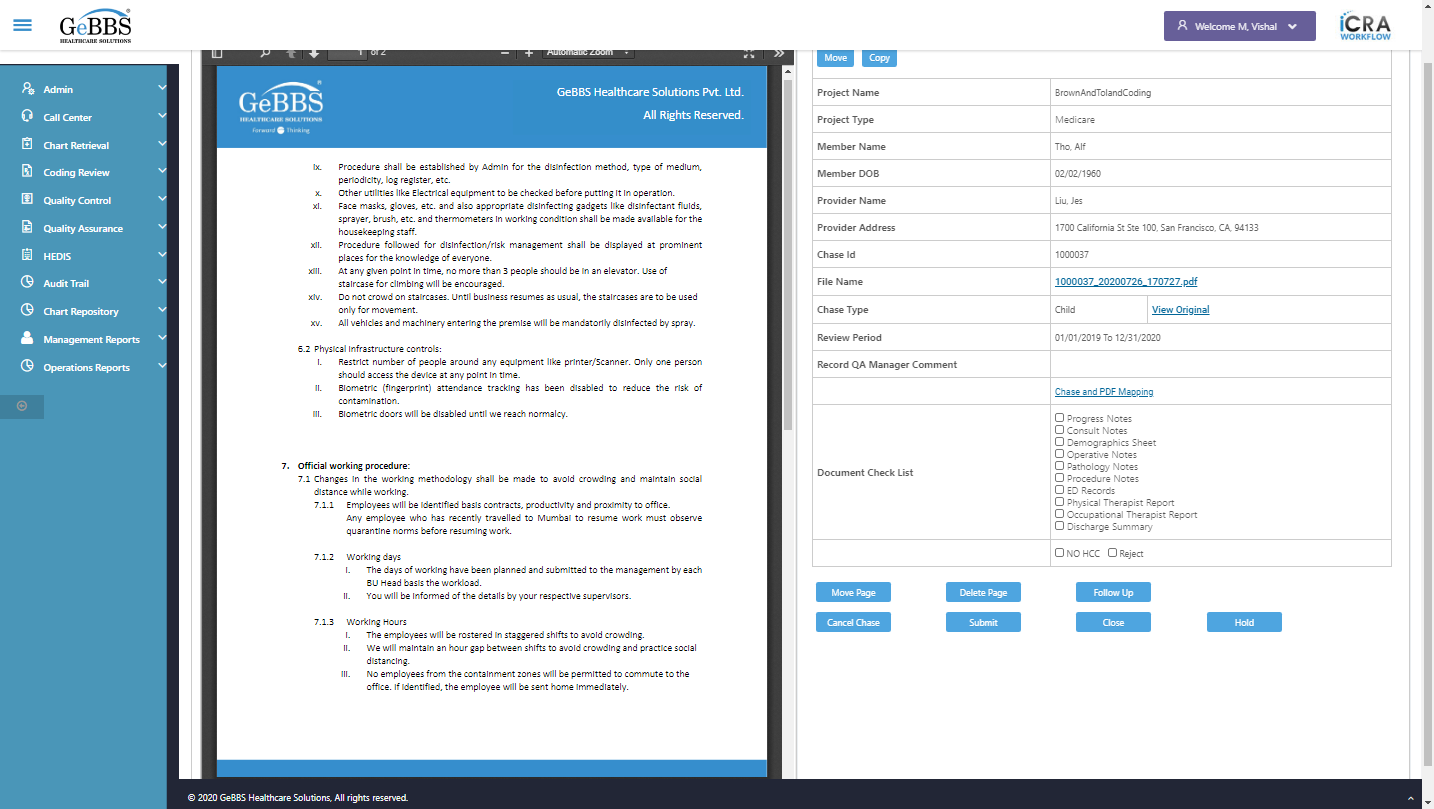 GeBBS
HEALTHCARE SOLUTIONS
Welcome M, Vishal
iCRA
WORKFLOW
Admin
Call Center
Chart Retrieval
Coding Review
Quality Control
Quality Assurance
HEDIS
Audit Trail
Chart Repository
Management Reports
Operations Reports
1 of 2
Automatic Zoom
GeBBS
HEALTHCARE SOLUTIONS
Forward Thinking
GeBBS Healthcare Solutions Pvt. Ltd.
All Rights Reserved.
ix. Procedure shall be established by Admin for the disinfection method, type of medium,
periodicity, log register, etc.
x. Other utilities like Electrical equipment to be checked before putting it in operation.
xi. Face masks, gloves, etc. and also appropriate disinfecting gadgets like disinfectant fluids,
sprayer, brush, etc. and thermometers in working condition shall be made available for the
housekeeping staff.
xii. Procedure followed for disinfection/risk management shall be displayed at prominent
places for the knowledge of everyone.
xiii. At any given point in time, no more than 3 people should be in an elevator. Use of
staircase for climbing will be encouraged.
xiv. Do not crowd on staircases. Until business resumes as usual, the staircases are to be used
only for movement.
xv. All vehicles and machinery entering the premise will be mandatorily disinfected by spray.
6.2 Physical infrastructure controls:
i. Restrict number of people around any equipment like printer/Scanner. Only one person
should access the device at any point in time.
ii. Biometric (fingerprint) attendance tracking has been disabled to reduce the risk of
contamination.
iii. Biometric doors will be disabled until we reach normalcy.
7. Official working procedure:
7.1 Changes in the working methodology shall be made to avoid crowding and maintain social
distance while working.
7.1.1 Employees will be identified basis contracts, productivity and proximity to office.
Any employee who has recently travelled to Mumbai to resume work must observe
quarantine norms before resuming work.
7.1.2 Working days
i. The days of working have been planned and submitted to the management by each
BU Head basis the workload.
ii. You will be informed of the details by your respective supervisors.
7.1.3 Working Hours
i. The employees will be rostered in staggered shifts to avoid crowding.
ii. We will maintain an hour gap between shifts to avoid crowding and practice social
distancing.
iii. No employees from the containment zones will be permitted to commute to the
office. If identified, the employee will be sent home immediately.
Move Copy
Project Name BrownAndTolandCoding
Project Type Medicare
Member Name Tho, Alf
Member DOB 02/02/1960
Provider Name Liu, Jes
Provider Address 1700 California St Ste 100, San Francisco, CA, 94133
Chase Id 1000037
File Name 1000037_20200726_170727.pdf
Chase Type Child View Original
Review Period 01/01/2019 To 12/31/2020
Record QA Manager Comment
Chase and PDF Mapping
Document Check List
Progress Notes
Consult Notes
Demographics Sheet
Operative Notes
Pathology Notes
Procedure Notes
ED Records
Physical Therapist Report
Occupational Therapist Report
Discharge Summary
NO HCC Reject
Move Page Delete Page Follow Up
Cancel Chase Submit Close Hold
© 2020 GeBBS Healthcare Solutions, All rights reserved.